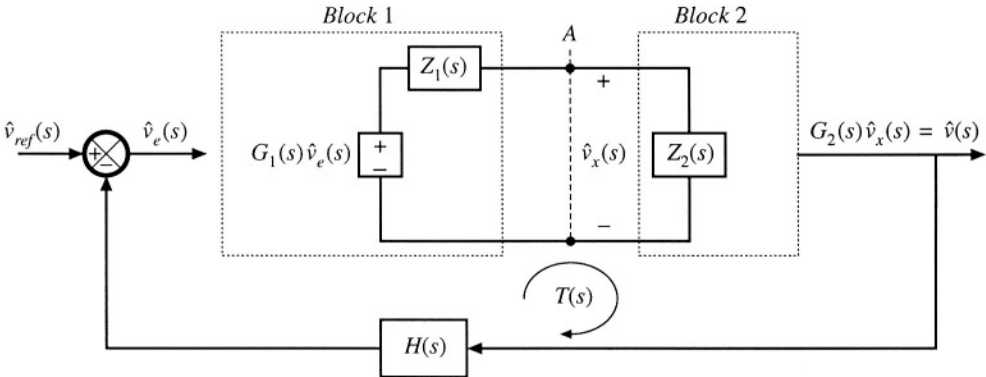 Block 1
Block 2
A
Z₁(s)
+
v̂ref(s)
v̂e(s)
+
−
G₁(s) v̂e(s)
+
−
v̂x(s)
Z₂(s)
G₂(s) v̂x(s) = v̂(s)
−
T(s)
H(s)